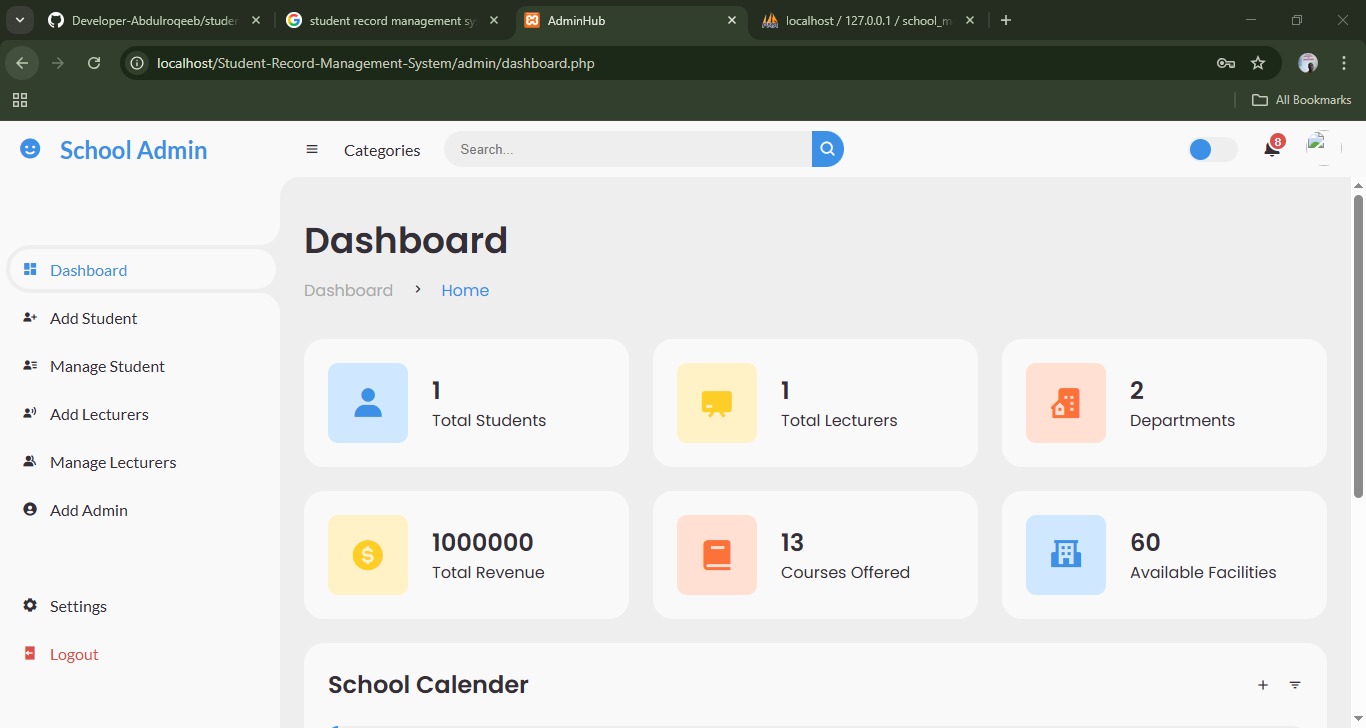 Developer-Abdulroqeeb/studen
student record management sy
AdminHub
localhost / 127.0.0.1 / school_m
localhost/Student-Record-Management-System/admin/dashboard.php
All Bookmarks
School Admin
Categories
Search...
8
Dashboard
Add Student
Manage Student
Add Lecturers
Manage Lecturers
Add Admin
Settings
Logout
Dashboard
Dashboard > Home
1
Total Students
1
Total Lecturers
2
Departments
1000000
Total Revenue
13
Courses Offered
60
Available Facilities
School Calender